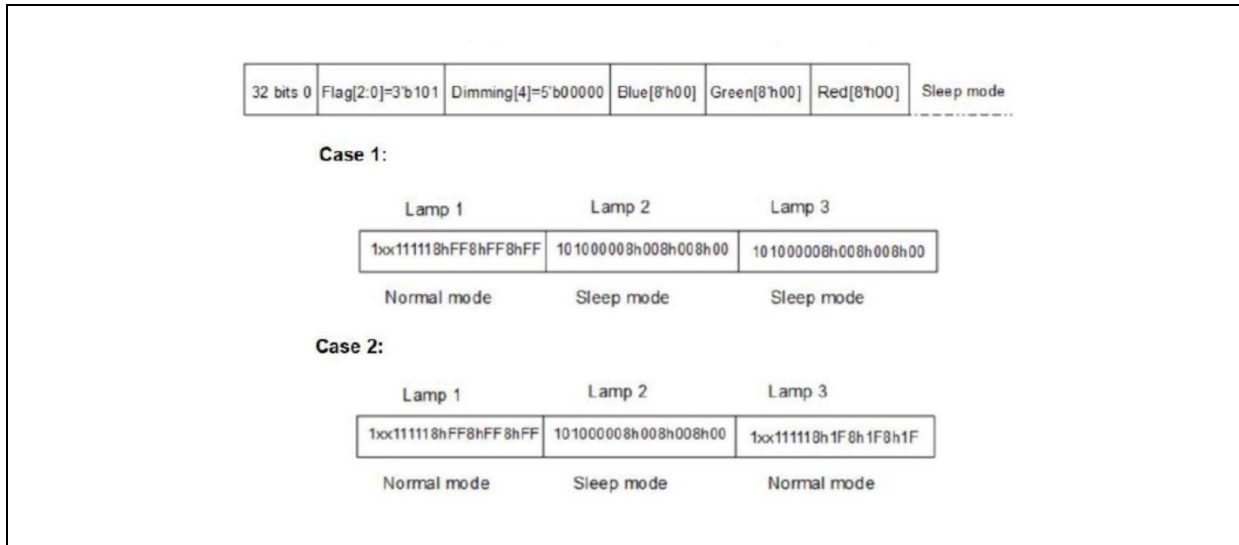 32 bits 0 Flag[2:0]=3'b101 Dimming[4]=5'b00000 Blue[8'h00] Green[8'h00] Red[8'h00] Sleep mode
Case 1:
Lamp 1 Lamp 2 Lamp 3
1xx111118hFF8hFF8hFF 101000008h008h008h00 101000008h008h008h00
Normal mode Sleep mode Sleep mode
Case 2:
Lamp 1 Lamp 2 Lamp 3
1xx111118hFF8hFF8hFF 101000008h008h008h00 1xx111118h1F8h1F8h1F
Normal mode Sleep mode Normal mode